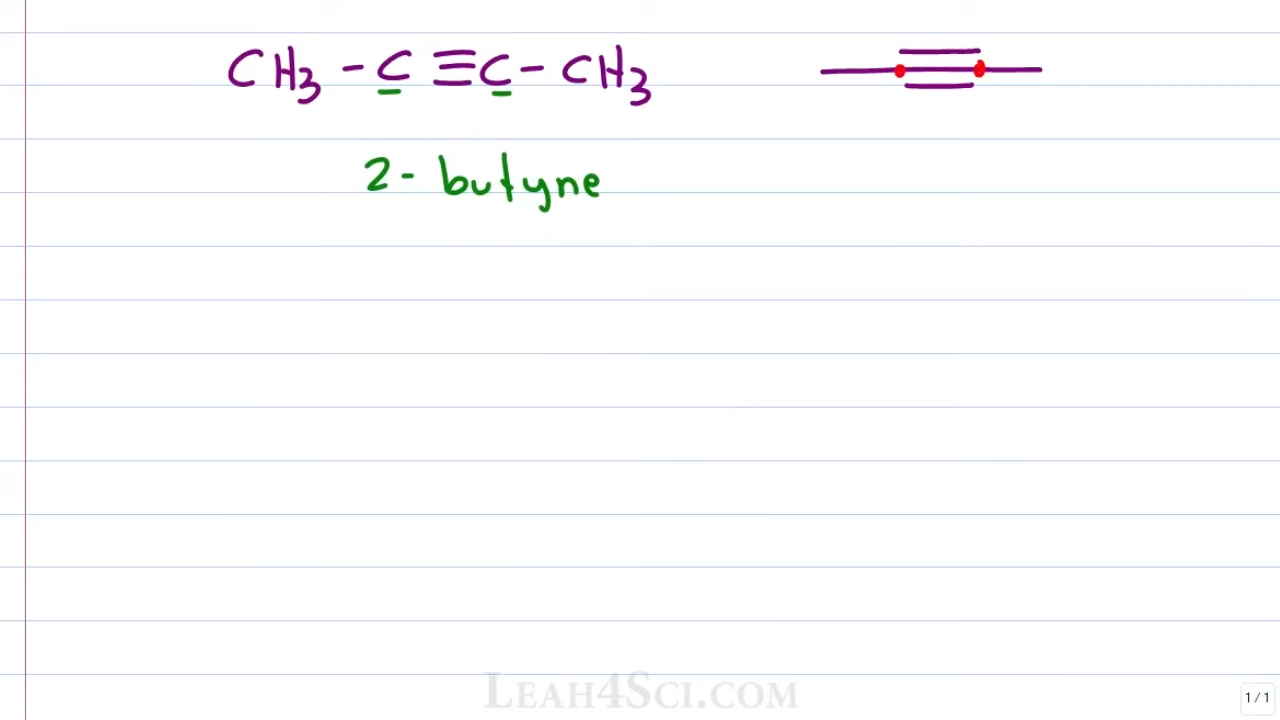 CH3 - C ≡ C - CH3
2- butyne
LEAH4SCI.COM
1 / 1